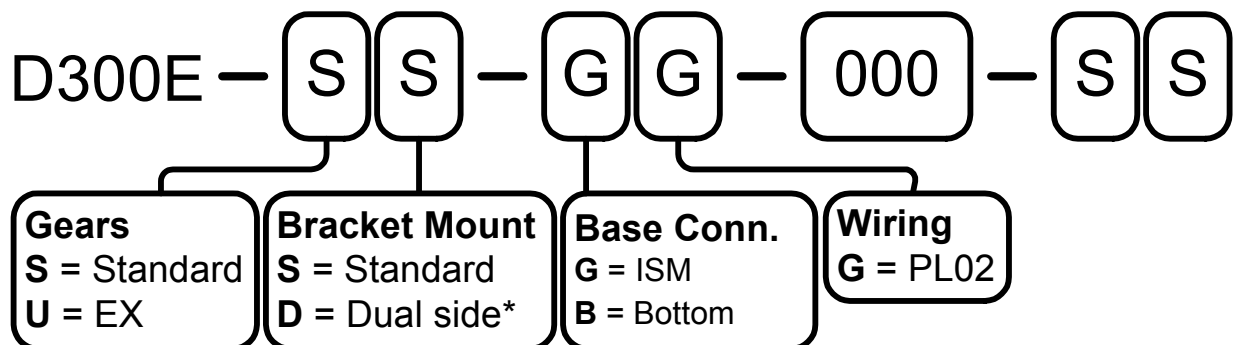 D300E — S S — G G — 000 — S S
Gears
S = Standard
U = EX
Bracket Mount
S = Standard
D = Dual side*
Base Conn.
G = ISM
B = Bottom
Wiring
G = PL02